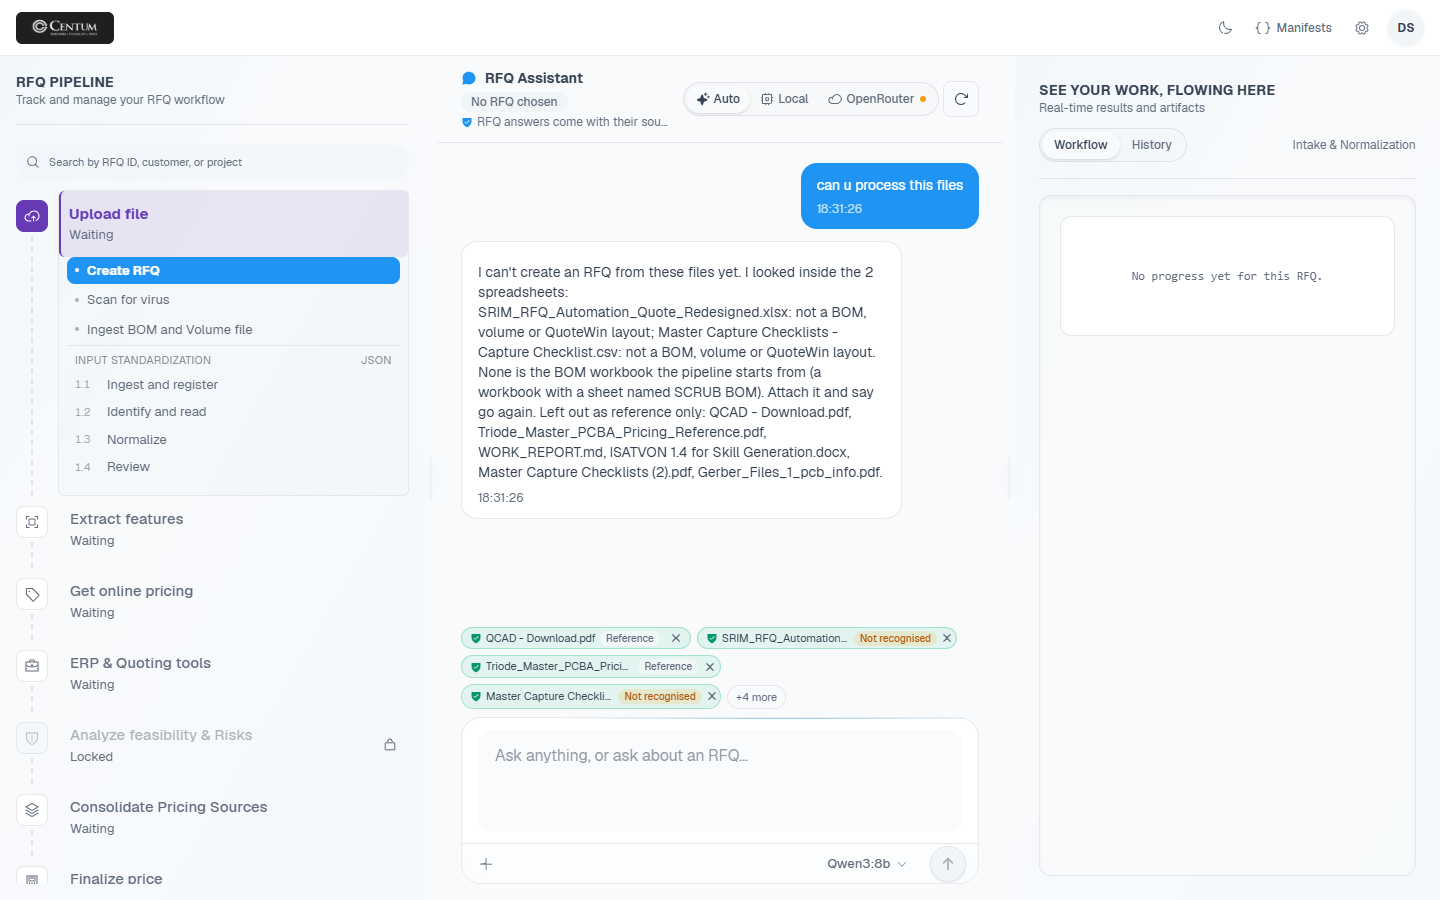 CENTUM
Manifests
DS
RFQ PIPELINE
Track and manage your RFQ workflow
Search by RFQ ID, customer, or project
Upload file
Waiting
Create RFQ
Scan for virus
Ingest BOM and Volume file
INPUT STANDARDIZATION JSON
1.1 Ingest and register
1.2 Identify and read
1.3 Normalize
1.4 Review
Extract features
Waiting
Get online pricing
Waiting
ERP & Quoting tools
Waiting
Analyze feasibility & Risks
Locked
Consolidate Pricing Sources
Waiting
Finalize price
RFQ Assistant
No RFQ chosen
RFQ answers come with their sou...
Auto Local OpenRouter
can u process this files
18:31:26
I can't create an RFQ from these files yet. I looked inside the 2
spreadsheets:
SRIM_RFQ_Automation_Quote_Redesigned.xlsx: not a BOM,
volume or QuoteWin layout; Master Capture Checklists -
Capture Checklist.csv: not a BOM, volume or QuoteWin layout.
None is the BOM workbook the pipeline starts from (a
workbook with a sheet named SCRUB BOM). Attach it and say
go again. Left out as reference only: QCAD - Download.pdf,
Triode_Master_PCBA_Pricing_Reference.pdf,
WORK_REPORT.md, ISATVON 1.4 for Skill Generation.docx,
Master Capture Checklists (2).pdf, Gerber_Files_1_pcb_info.pdf.
18:31:26
QCAD - Download.pdf Reference SRIM_RFQ_Automation... Not recognised
Triode_Master_PCBA_Prici... Reference
Master Capture Checkli... Not recognised +4 more
Ask anything, or ask about an RFQ...
Qwen3:8b
SEE YOUR WORK, FLOWING HERE
Real-time results and artifacts
Workflow History Intake & Normalization
No progress yet for this RFQ.